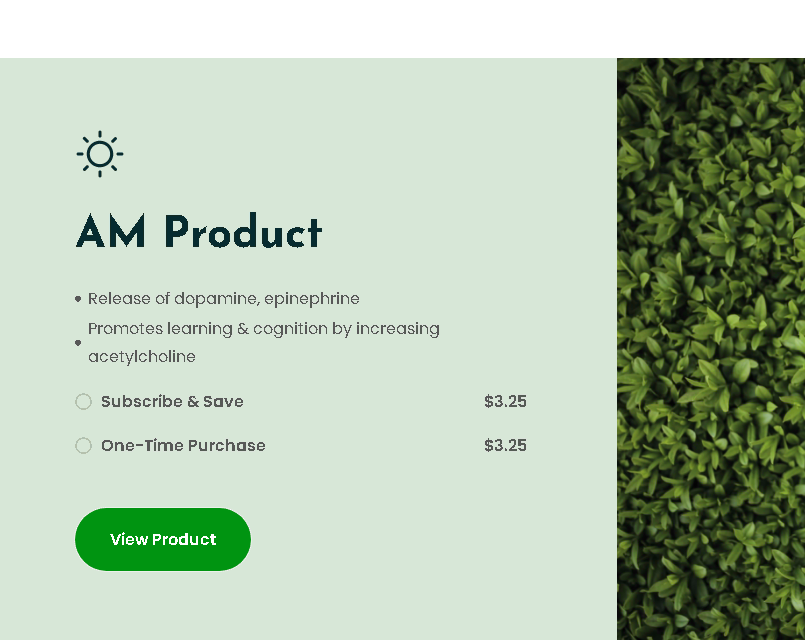 AM Product
Release of dopamine, epinephrine
Promotes learning & cognition by increasing
acetylcholine
Subscribe & Save $3.25
One-Time Purchase $3.25
View Product